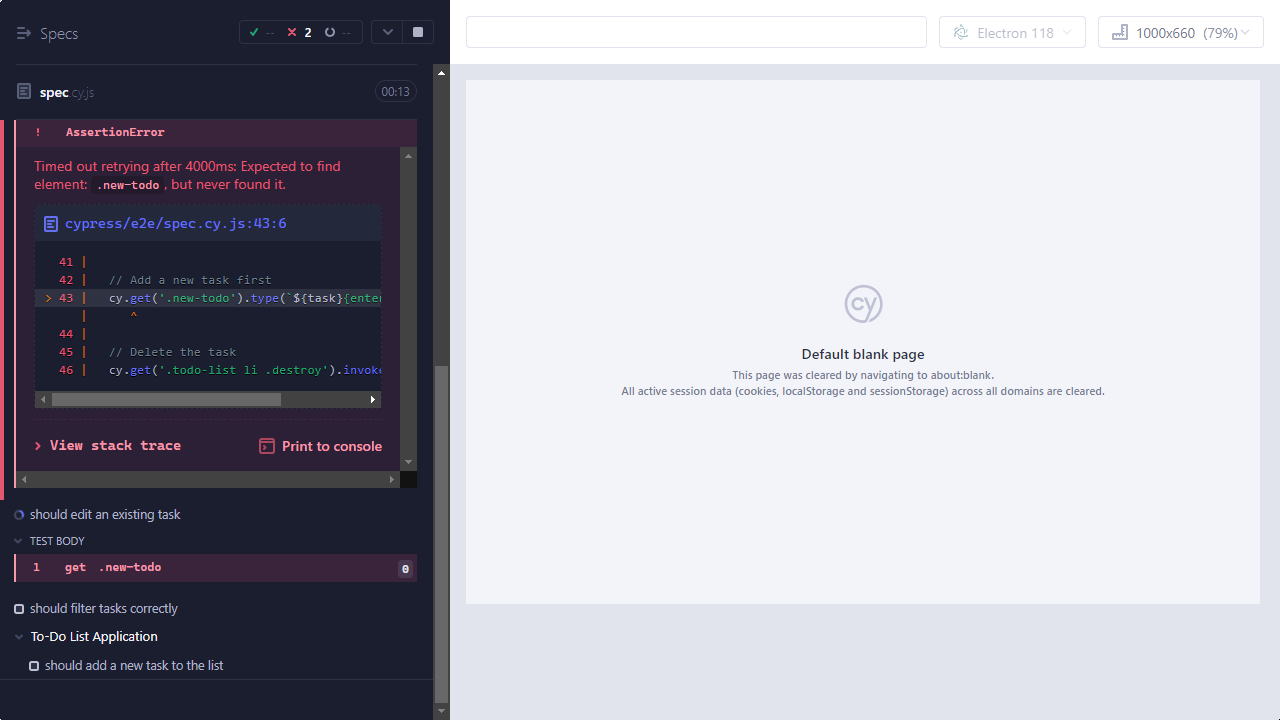 Specs
-- 2 --
Electron 118
1000x660 (79%)
spec.cy.js
00:13
! AssertionError
Timed out retrying after 4000ms: Expected to find
element: .new-todo, but never found it.
cypress/e2e/spec.cy.js:43:6
41 |
42 | // Add a new task first
> 43 | cy.get('.new-todo').type(`${task}{enter
| ^
44 |
45 | // Delete the task
46 | cy.get('.todo-list li .destroy').invoke
View stack trace
Print to console
should edit an existing task
TEST BODY
1 get .new-todo 0
should filter tasks correctly
To-Do List Application
should add a new task to the list
cy
Default blank page
This page was cleared by navigating to about:blank.
All active session data (cookies, localStorage and sessionStorage) across all domains are cleared.